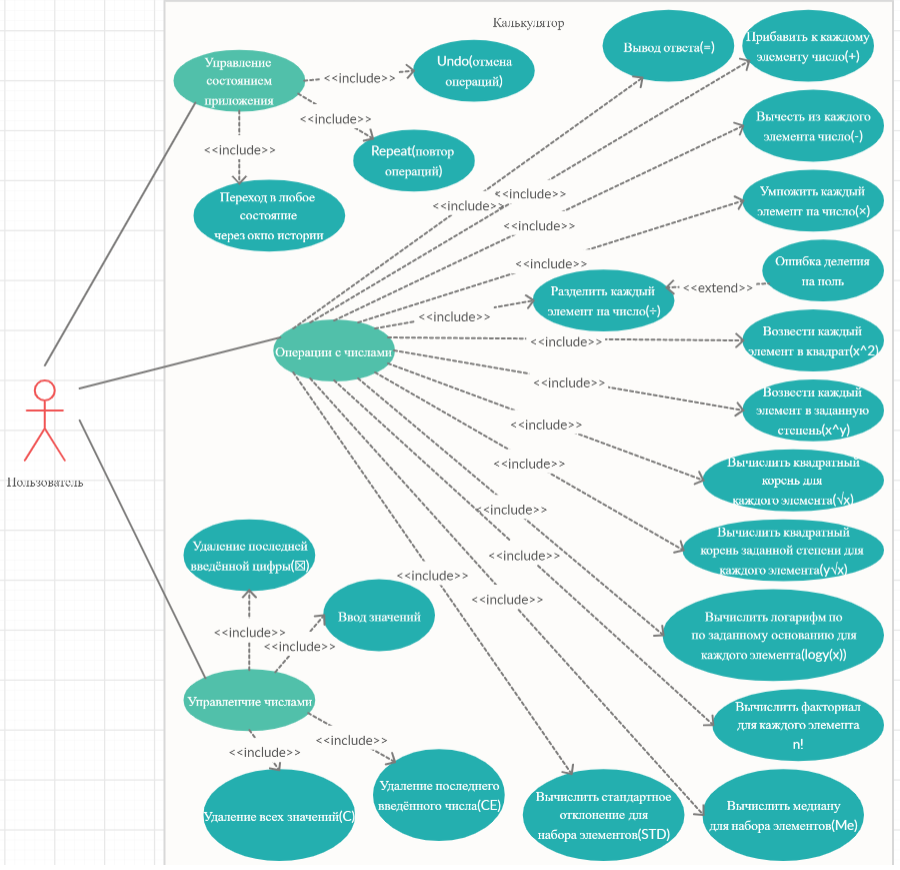 Калькулятор
Управление
состоянием
приложения
<<include>>
Undo(отмена
операций)
<<include>>
Repeat(повтор
операций)
<<include>>
Переход в любое
состояние
через окно истории
Вывод ответа(=)
Прибавить к каждому
элементу число(+)
Вычесть из каждого
элемента число(-)
Умножить каждый
элемент на число(×)
Ошибка деления
на ноль
<<extend>>
Разделить каждый
элемент на число(÷)
Возвести каждый
элемент в квадрат(x^2)
Возвести каждый
элемент в заданную
степень(x^y)
Вычислить квадратный
корень для
каждого элемента(√x)
Вычислить квадратный
корень заданной степени для
каждого элемента(y√x)
Вычислить логарифм по
по заданному основанию для
каждого элемента(logy(x))
Вычислить факториал
для каждого элемента
n!
Вычислить медиану
для набора элементов(Me)
Вычислить стандартное
отклонение для
набора элементов(STD)
<<include>>
<<include>>
<<include>>
<<include>>
<<include>>
<<include>>
<<include>>
<<include>>
<<include>>
<<include>>
<<include>>
<<include>>
<<include>>
Операции с числами
Пользователь
Удаление последней
введённой цифры(⌧)
Ввод значений
<<include>>
<<include>>
Управленчие числами
<<include>>
<<include>>
Удаление всех значений(C)
Удаление последнего
введённого числа(CE)